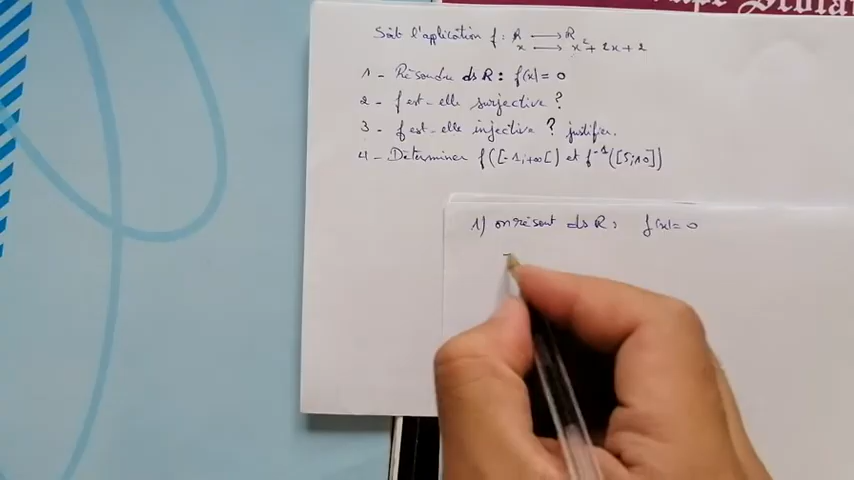 Soit l'application f: R → R
x → x² + 2x + 2
1 - Résoudre ds R : f(x) = 0
2 - f est-elle surjective ?
3 - f est-elle injective ? justifier.
4 - Déterminer f([-1,+∞[) et f⁻¹([5,10])
1) on résout ds R, f(x) = 0